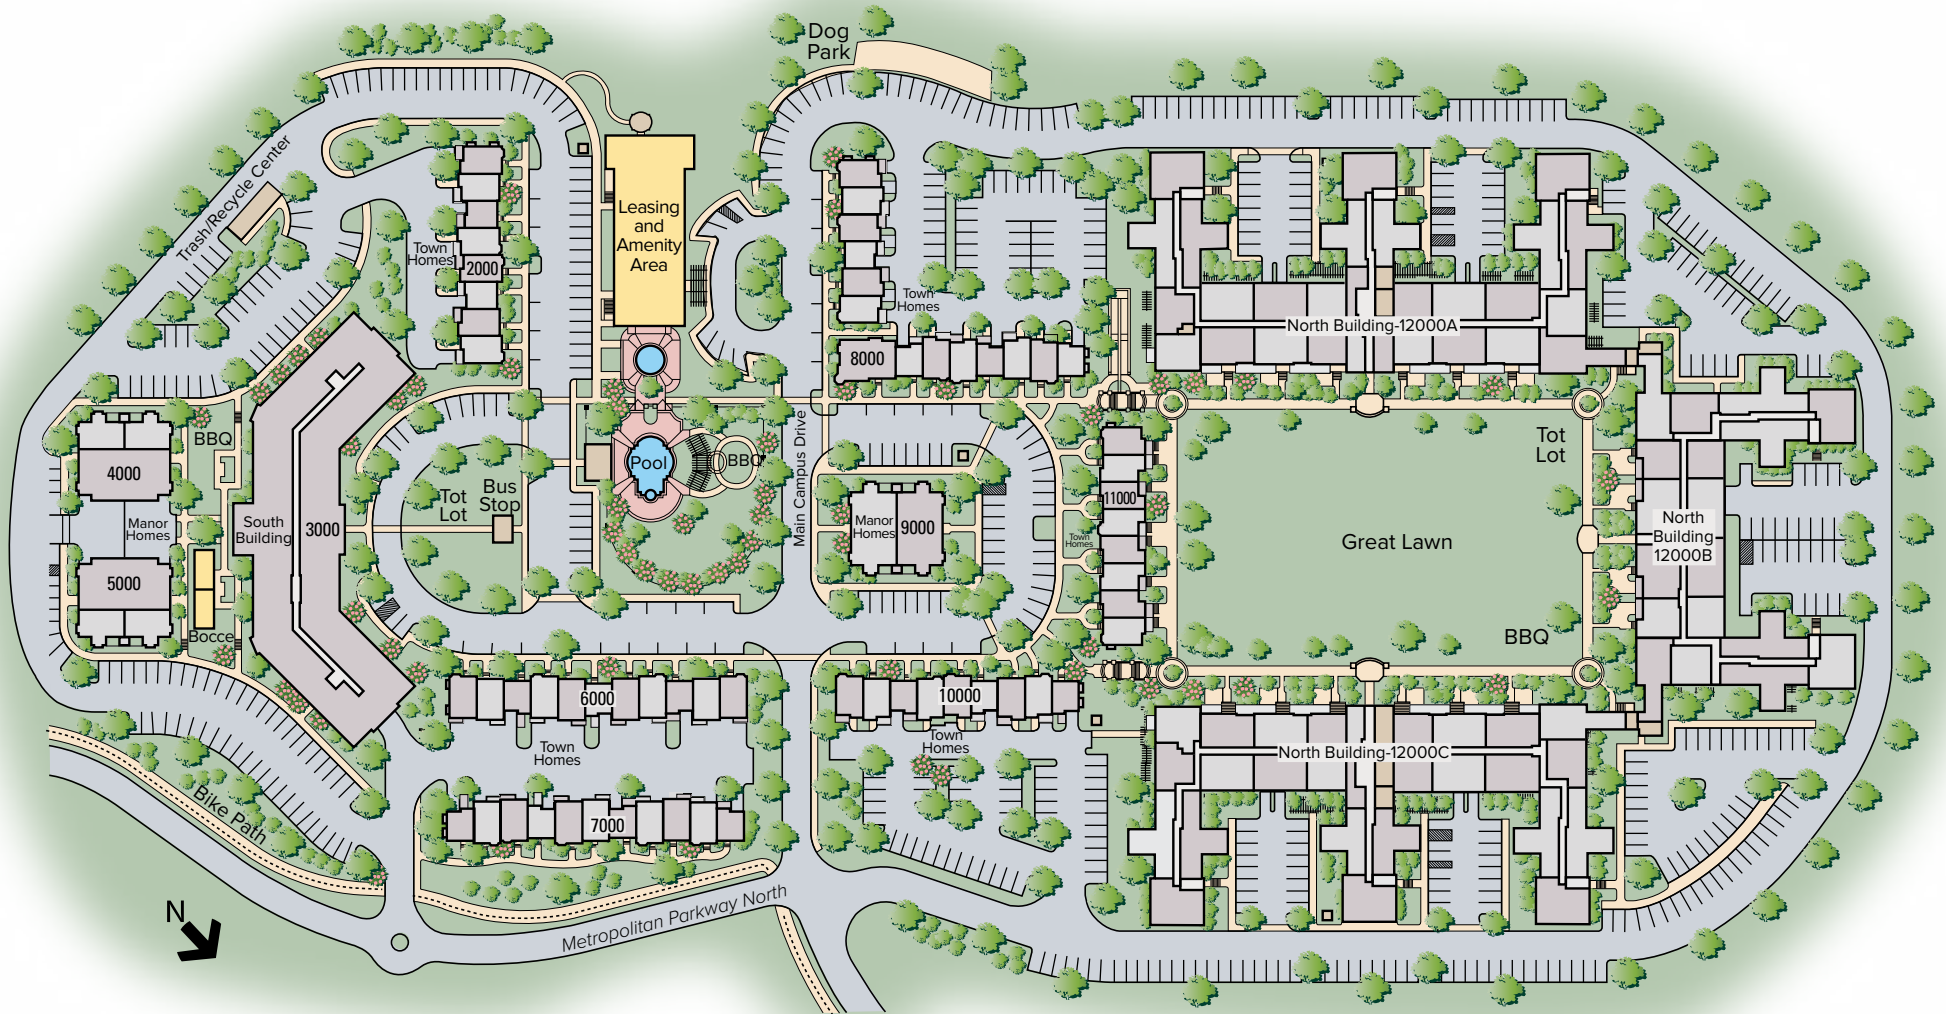 Dog
Park
Trash/Recycle Center
Leasing
and
Amenity
Area
Town
Homes
2000
Town
Homes
North Building-12000A
8000
BBQ
4000
Pool
BBQ
Main Campus Drive
Tot
Lot
Bus
Stop
Tot
Lot
11000
Manor
Homes
South
Building
3000
Manor
Homes
9000
North
Building
12000B
Town
Homes
Great Lawn
5000
Bocce
BBQ
6000
10000
Town
Homes
Town
Homes
North Building-12000C
Bike Path
7000
Metropolitan Parkway North
N